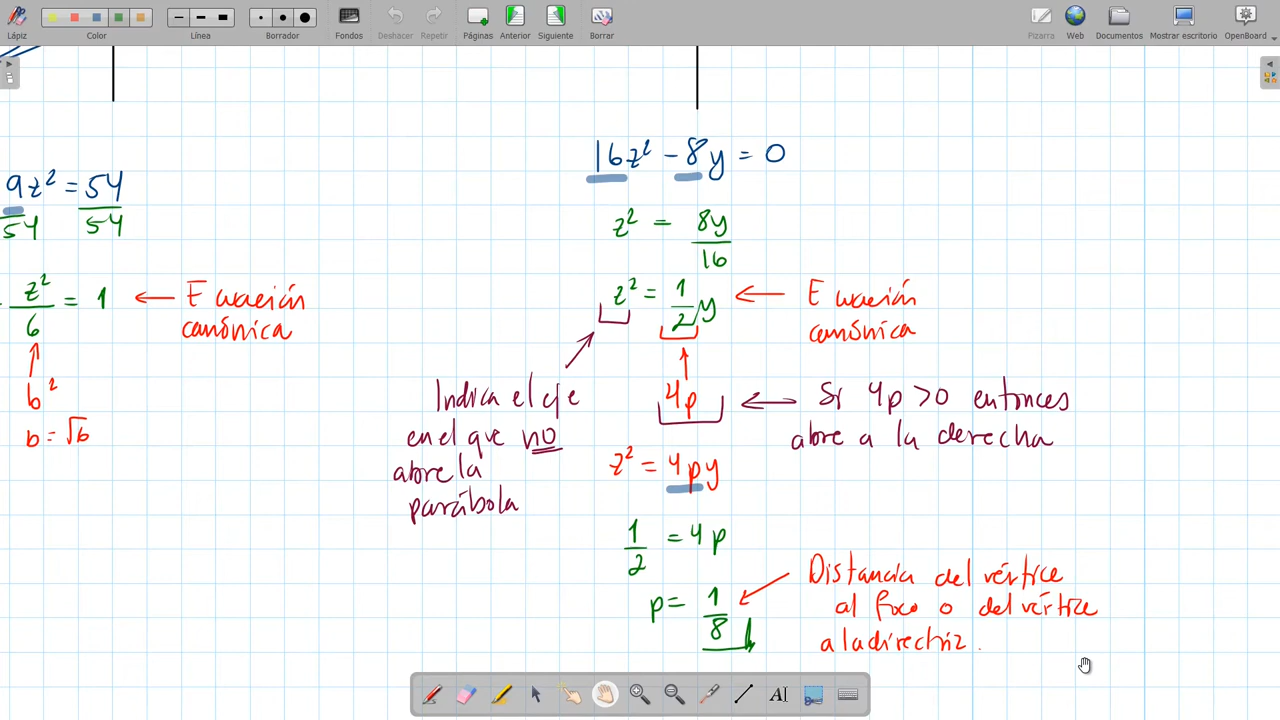 Lápiz
Color
Línea
Borrador
Fondos
Deshacer
Repetir
Páginas
Anterior
Siguiente
Borrar
Pizarra
Web
Documentos
Mostrar escritorio
OpenBoard
9z² = 54
54 54
z²/6 = 1 ← Ecuación
canónica
b²
b = √6
16z² - 8y = 0
z² = 8y/16
z² = 1/2 y ← Ecuación
canónica
Indica el eje
en el que no
abre la
parábola
4p ← Si 4p > 0 entonces
abre a la derecha
z² = 4py
1/2 = 4p
p = 1/8
Distancia del vértice
al foco o del vértice
a la directriz.